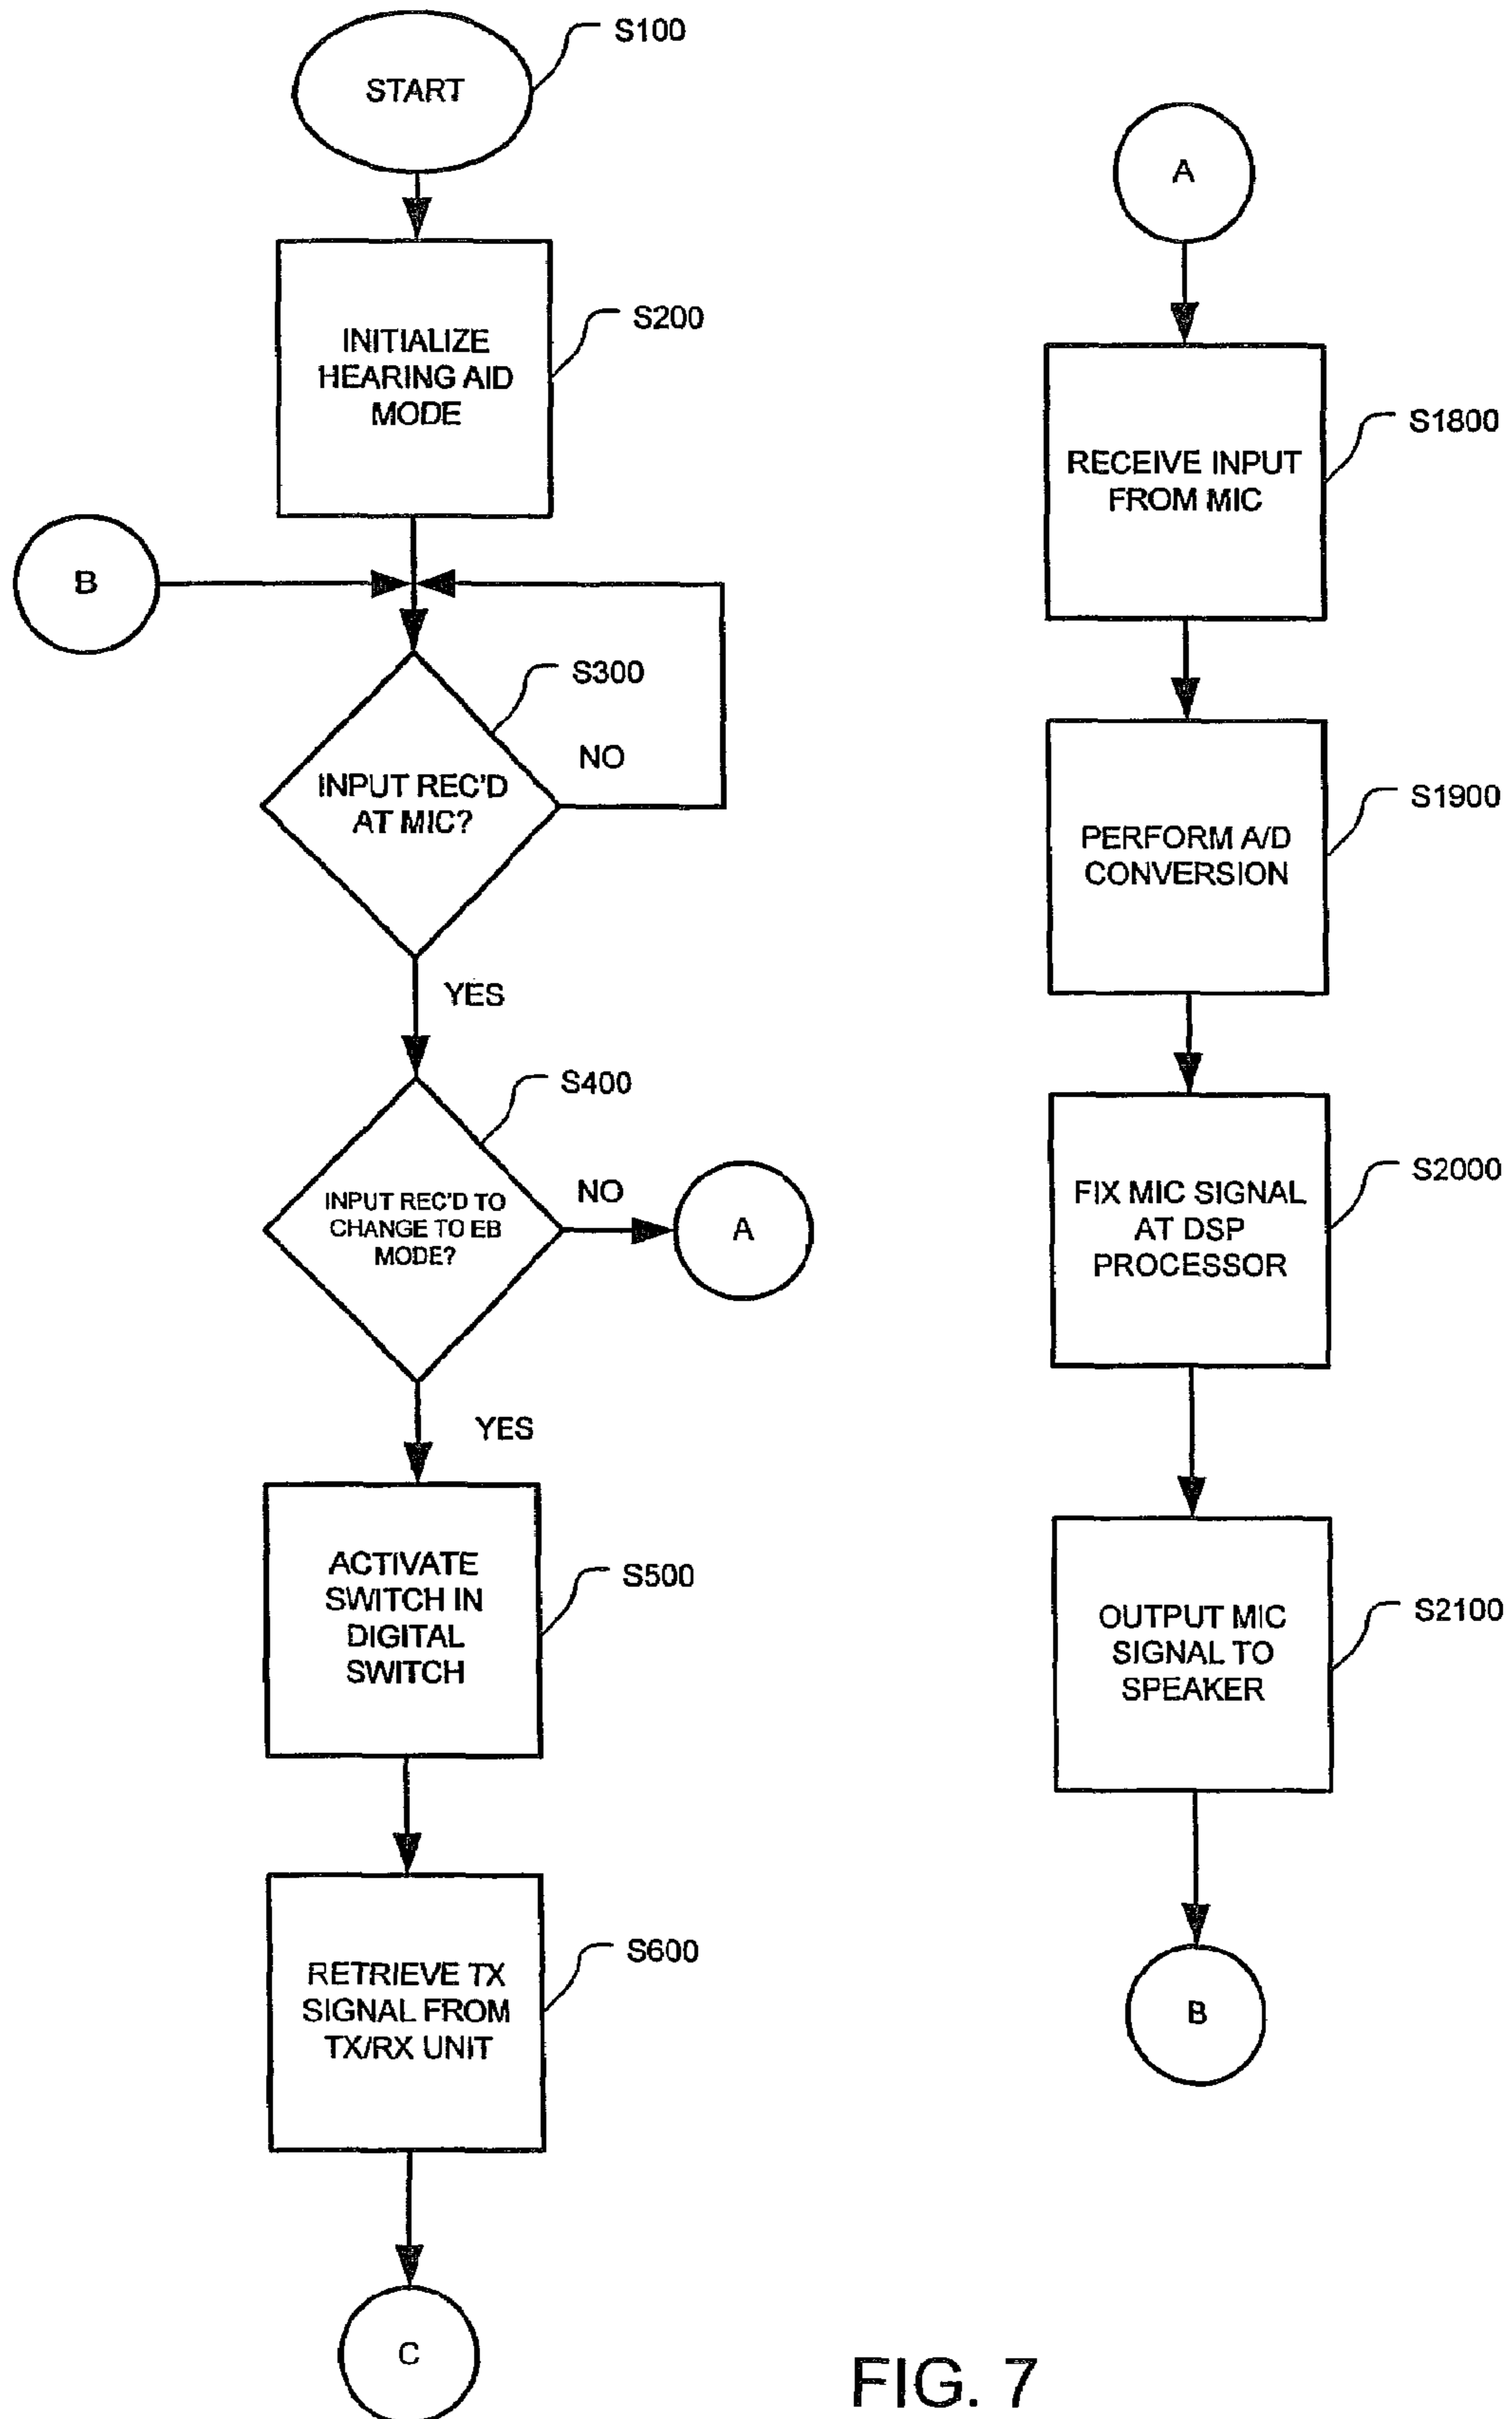 START
S100
INITIALIZE
HEARING AID
MODE
S200
B
S300
INPUT REC'D
AT MIC?
NO
YES
S400
INPUT REC'D TO
CHANGE TO EB
MODE?
NO
A
YES
ACTIVATE
SWITCH IN
DIGITAL
SWITCH
S500
RETRIEVE TX
SIGNAL FROM
TX/RX UNIT
S600
C
A
RECEIVE INPUT
FROM MIC
S1800
PERFORM A/D
CONVERSION
S1900
FIX MIC SIGNAL
AT DSP
PROCESSOR
S2000
OUTPUT MIC
SIGNAL TO
SPEAKER
S2100
B
FIG. 7